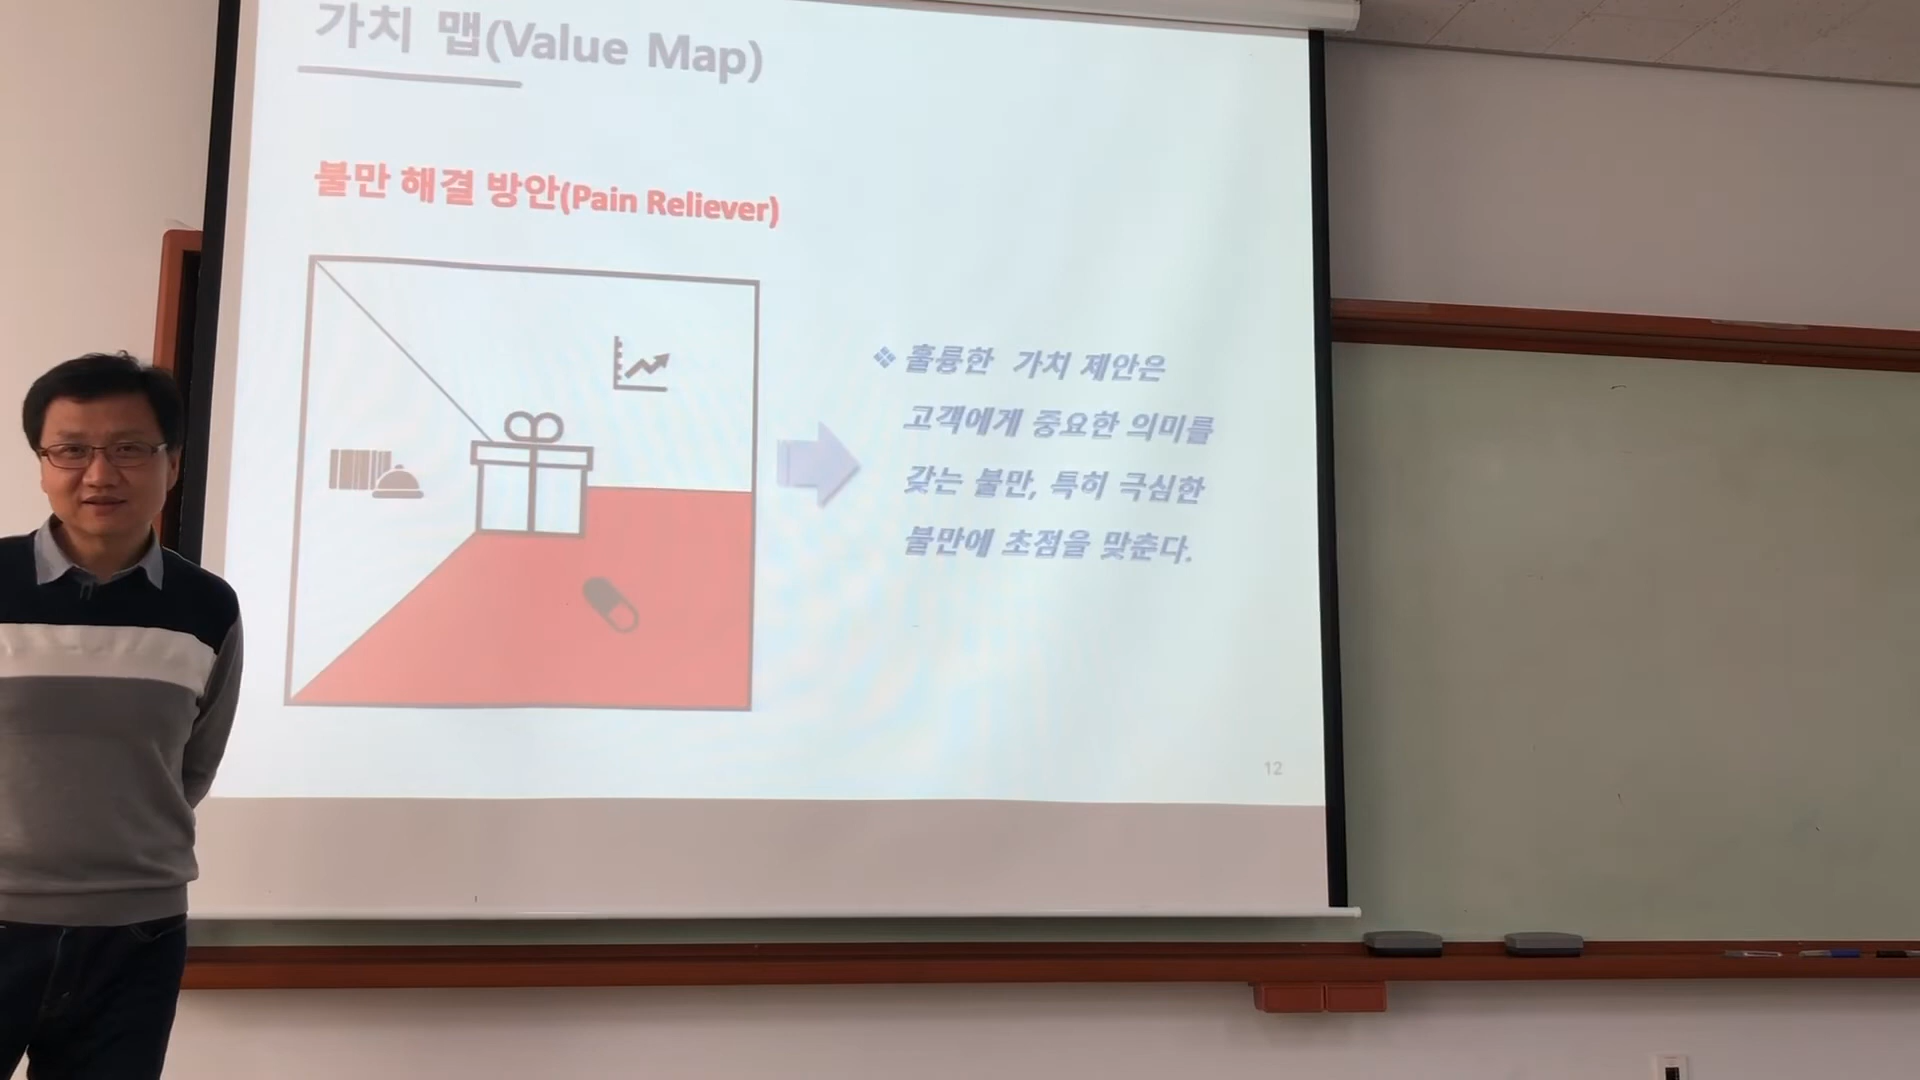 가치 맵(Value Map)
불만 해결 방안(Pain Reliever)
❖ 훌륭한 가치 제안은
고객에게 중요한 의미를
갖는 불만, 특히 극심한
불만에 초점을 맞춘다.
12